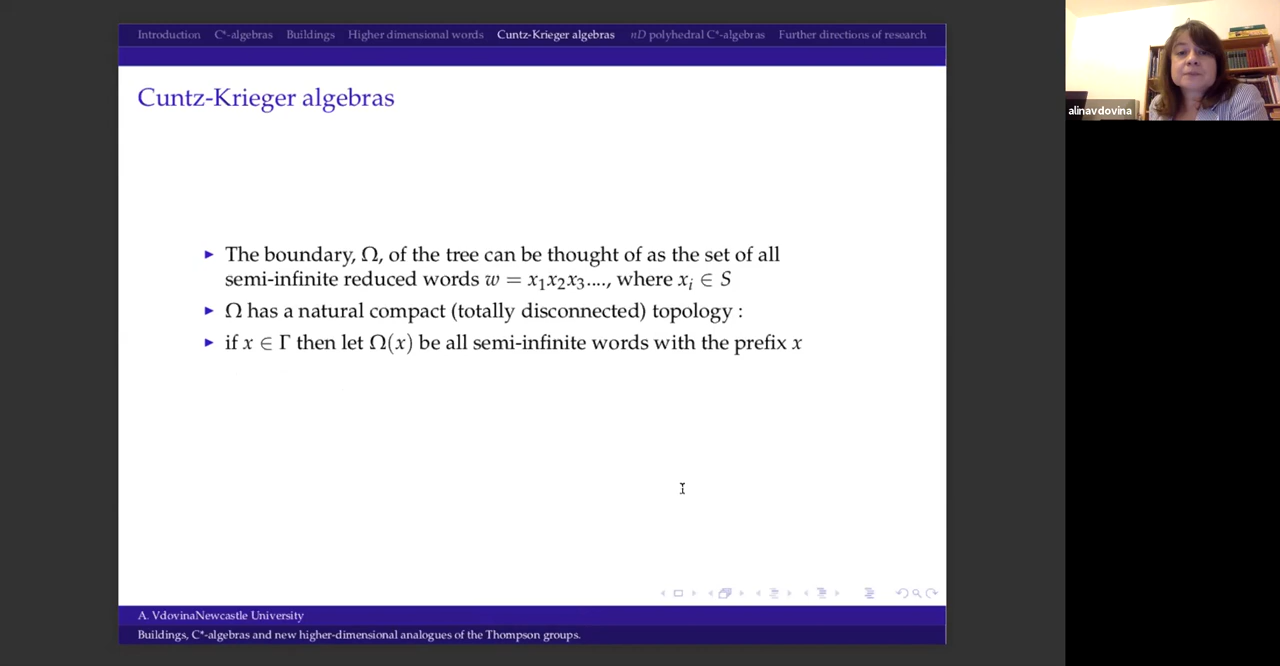 Introduction C*-algebras Buildings Higher dimensional words Cuntz-Krieger algebras nD polyhedral C*-algebras Further directions of research
Cuntz-Krieger algebras
▶ The boundary, Ω, of the tree can be thought of as the set of all
semi-infinite reduced words w = x₁x₂x₃...., where xᵢ ∈ S
▶ Ω has a natural compact (totally disconnected) topology :
▶ if x ∈ Γ then let Ω(x) be all semi-infinite words with the prefix x
A. VdovinaNewcastle University
Buildings, C*-algebras and new higher-dimensional analogues of the Thompson groups.
alinavdovina